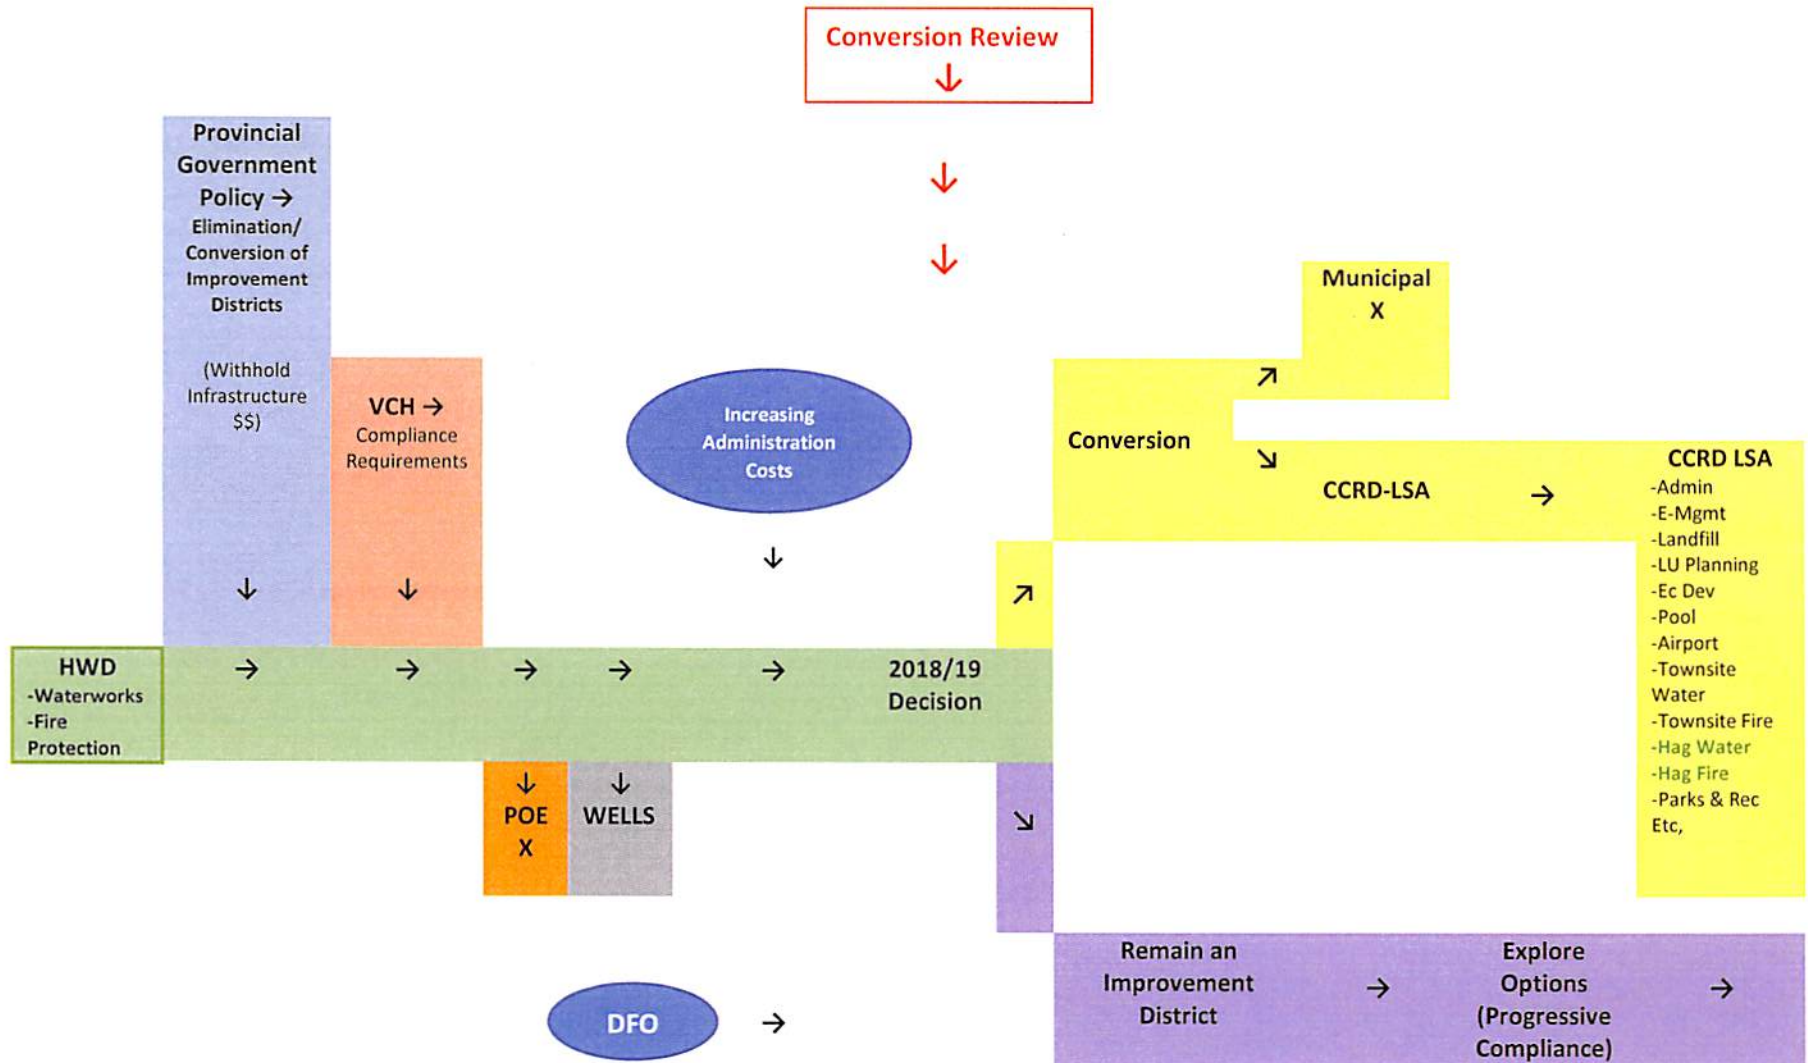 Conversion Review
↓
↓
↓
Provincial
Government
Policy →
Elimination/
Conversion of
Improvement
Districts
(Withhold
Infrastructure
$$)
↓
VCH →
Compliance
Requirements
↓
Increasing
Administration
Costs
↓
Municipal
X
↗
Conversion
↘
CCRD-LSA
→
CCRD LSA
-Admin
-E-Mgmt
-Landfill
-LU Planning
-Ec Dev
-Pool
-Airport
-Townsite
Water
-Townsite Fire
-Hag Water
-Hag Fire
-Parks & Rec
Etc,
↗
HWD
-Waterworks
-Fire
Protection
→ → → → →
2018/19
Decision
↓
POE
X
↓
WELLS
↘
DFO →
Remain an
Improvement
District
→
Explore
Options
(Progressive
Compliance)
→